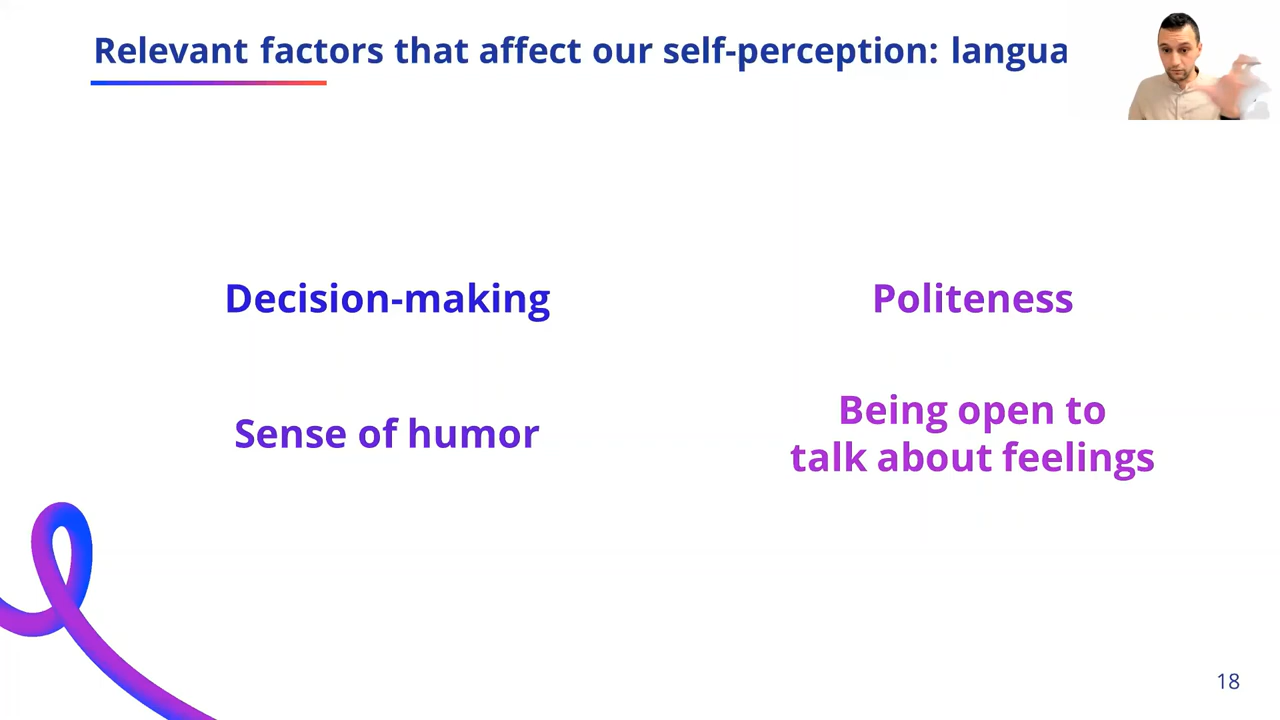 Relevant factors that affect our self-perception: langua
Decision-making
Politeness
Sense of humor
Being open to
talk about feelings
18